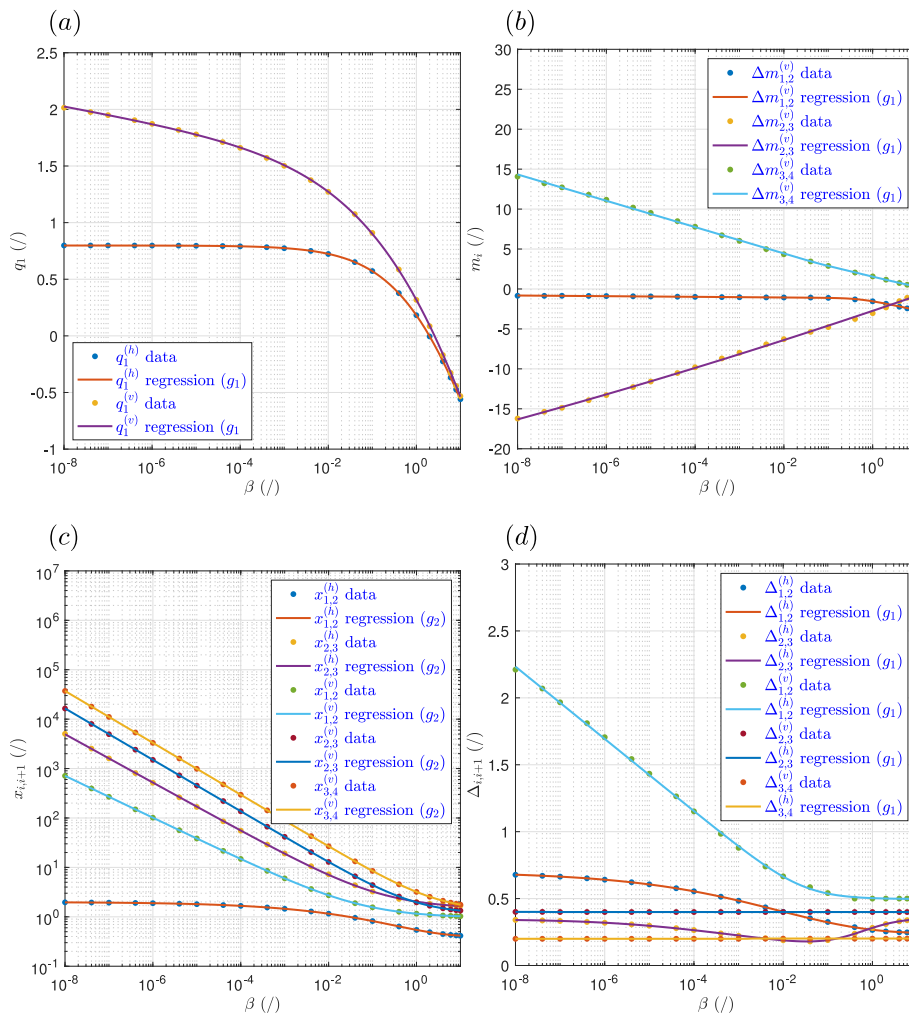 (a)
2.5
2
1.5
1
0.5
0
-0.5
-1
q₁ (/)
q₁⁽ʰ⁾ data
q₁⁽ʰ⁾ regression (g₁)
q₁⁽ᵛ⁾ data
q₁⁽ᵛ⁾ regression (g₁
10⁻⁸ 10⁻⁶ 10⁻⁴ 10⁻² 10⁰
β (/)
(b)
30
25
20
15
10
5
0
-5
-10
-15
-20
mᵢ (/)
Δm₁,₂⁽ᵛ⁾ data
Δm₁,₂⁽ᵛ⁾ regression (g₁)
Δm₂,₃⁽ᵛ⁾ data
Δm₂,₃⁽ᵛ⁾ regression (g₁)
Δm₃,₄⁽ᵛ⁾ data
Δm₃,₄⁽ᵛ⁾ regression (g₁)
10⁻⁸ 10⁻⁶ 10⁻⁴ 10⁻² 10⁰
β (/)
(c)
10⁷
10⁶
10⁵
10⁴
10³
10²
10¹
10⁰
10⁻¹
xᵢ,ᵢ₊₁ (/)
x₁,₂⁽ʰ⁾ data
x₁,₂⁽ʰ⁾ regression (g₂)
x₂,₃⁽ʰ⁾ data
x₂,₃⁽ʰ⁾ regression (g₂)
x₁,₂⁽ᵛ⁾ data
x₁,₂⁽ᵛ⁾ regression (g₂)
x₂,₃⁽ᵛ⁾ data
x₂,₃⁽ᵛ⁾ regression (g₂)
x₃,₄⁽ᵛ⁾ data
x₃,₄⁽ᵛ⁾ regression (g₂)
10⁻⁸ 10⁻⁶ 10⁻⁴ 10⁻² 10⁰
β (/)
(d)
3
2.5
2
1.5
1
0.5
0
Δᵢ,ᵢ₊₁ (/)
Δ₁,₂⁽ʰ⁾ data
Δ₁,₂⁽ʰ⁾ regression (g₁)
Δ₂,₃⁽ʰ⁾ data
Δ₂,₃⁽ʰ⁾ regression (g₁)
Δ₁,₂⁽ᵛ⁾ data
Δ₁,₂⁽ʰ⁾ regression (g₁)
Δ₂,₃⁽ᵛ⁾ data
Δ₂,₃⁽ʰ⁾ regression (g₁)
Δ₃,₄⁽ᵛ⁾ data
Δ₃,₄⁽ʰ⁾ regression (g₁)
10⁻⁸ 10⁻⁶ 10⁻⁴ 10⁻² 10⁰
β (/)